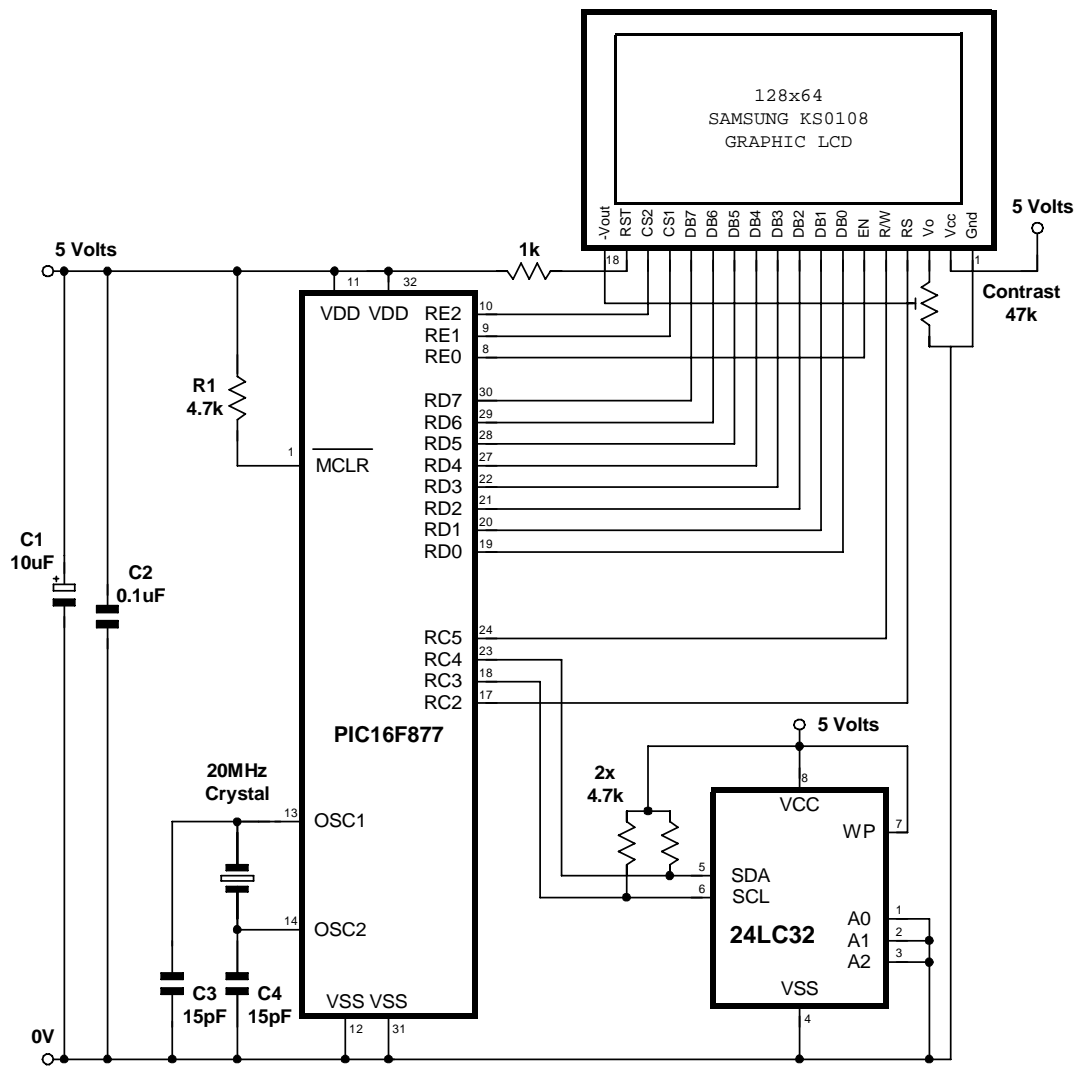 128x64
SAMSUNG KS0108
GRAPHIC LCD
-Vout
RST
CS2
CS1
DB7
DB6
DB5
DB4
DB3
DB2
DB1
DB0
EN
R/W
RS
Vo
Vcc
Gnd
18
1
5 Volts
Contrast
47k
5 Volts
1k
11
32
VDD VDD
RE2 10
RE1 9
RE0 8
R1
4.7k
1
MCLR
RD7 30
RD6 29
RD5 28
RD4 27
RD3 22
RD2 21
RD1 20
RD0 19
C1
10uF
+
C2
0.1uF
RC5 24
RC4 23
RC3 18
RC2 17
PIC16F877
20MHz
Crystal
13 OSC1
14 OSC2
C3
15pF
C4
15pF
VSS VSS
12
31
0V
5 Volts
2x
4.7k
8
VCC
WP 7
5 SDA
6 SCL
24LC32
A0 1
A1 2
A2 3
VSS
4